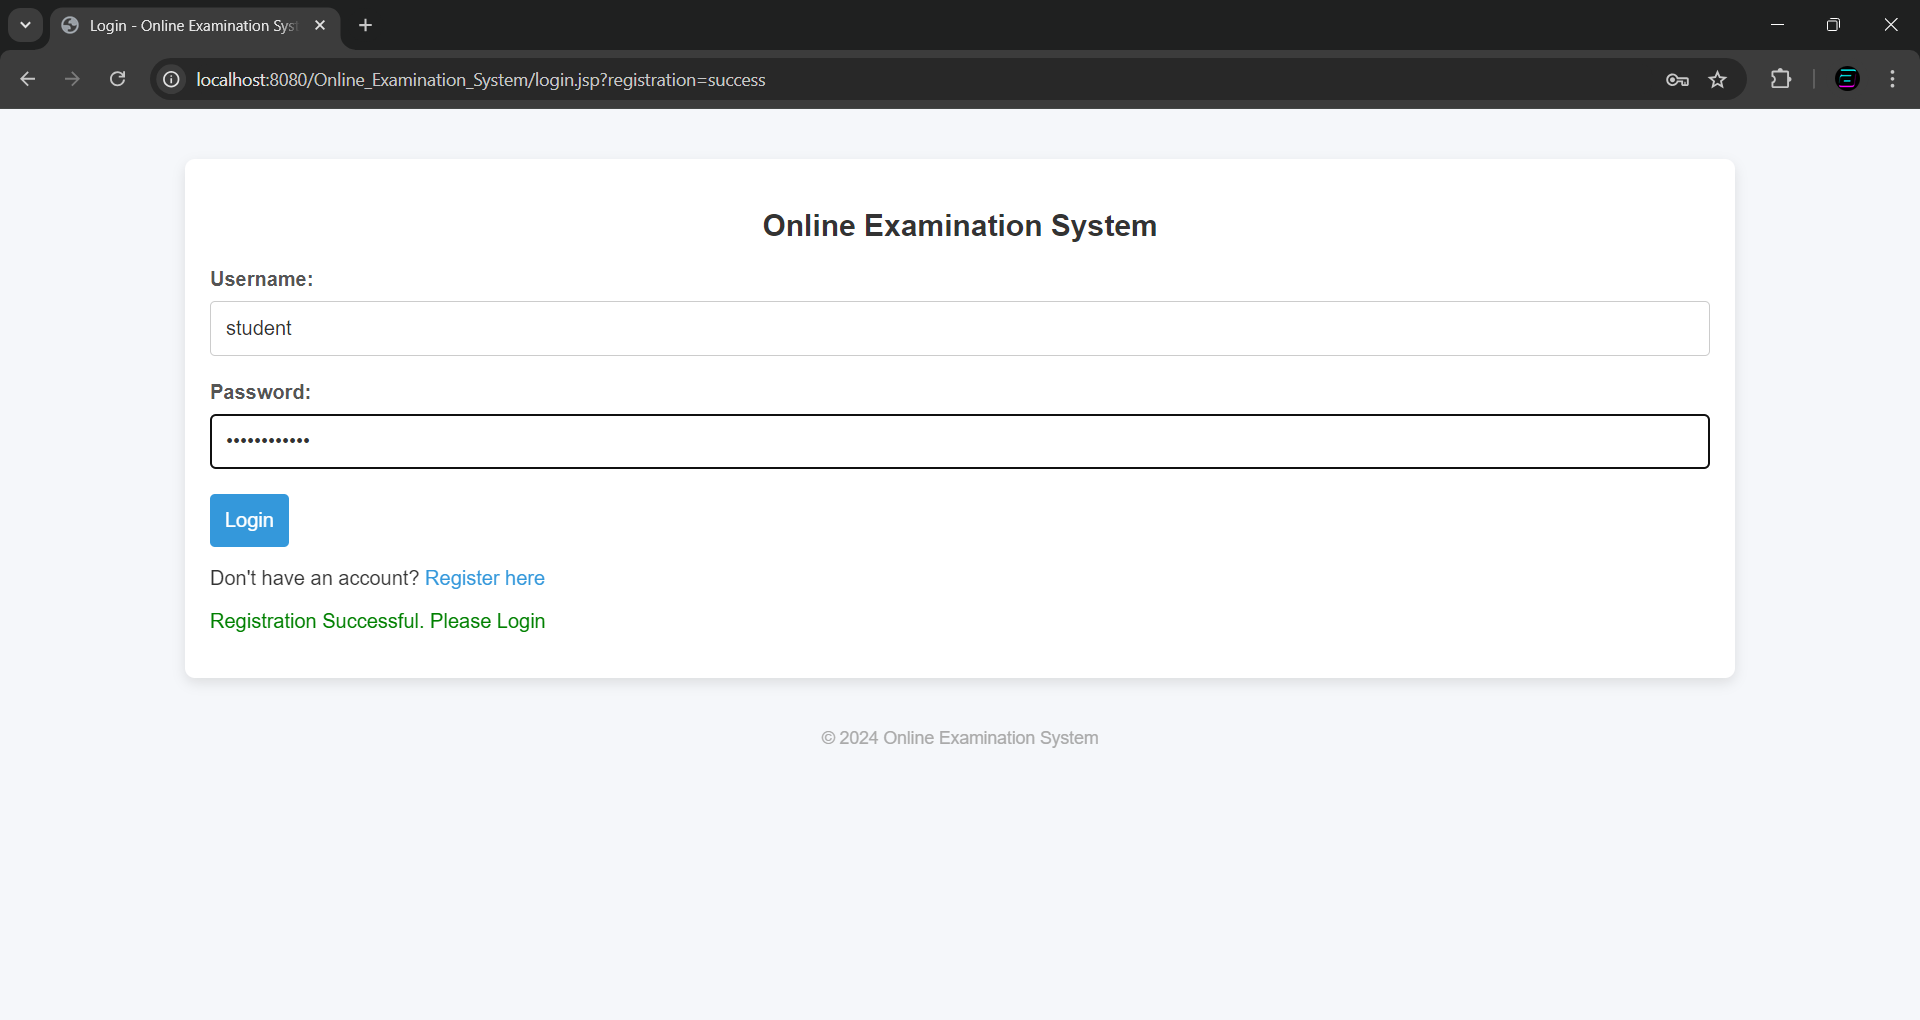 Login - Online Examination Syst
localhost:8080/Online_Examination_System/login.jsp?registration=success
Online Examination System
Username:
student
Password:
••••••••••••
Login
Don't have an account? Register here
Registration Successful. Please Login
© 2024 Online Examination System